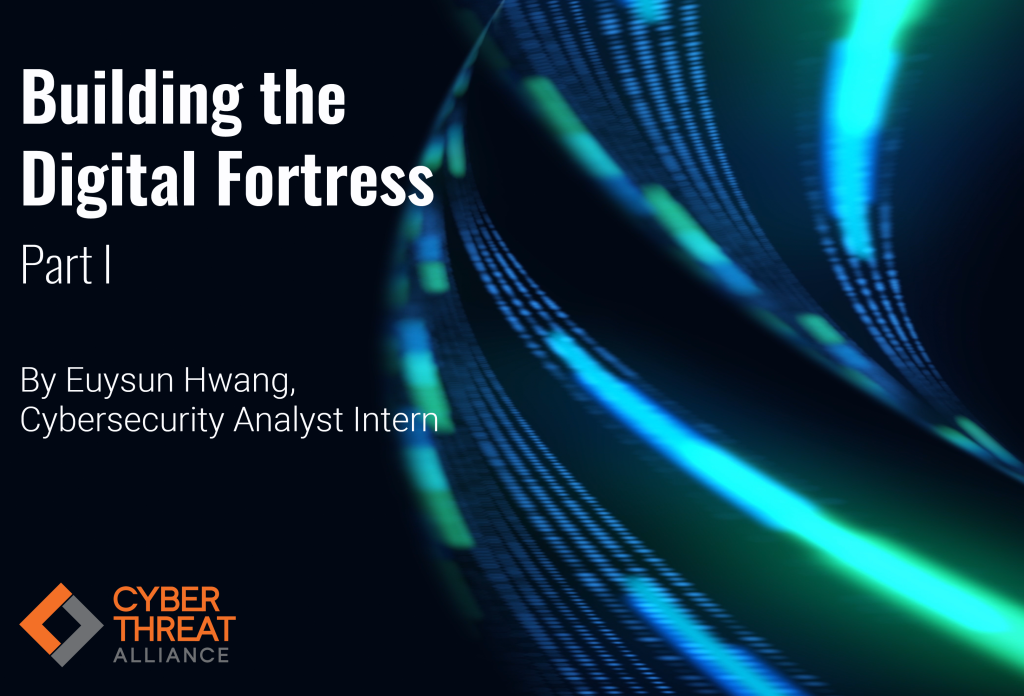 Building the
Digital Fortress
Part I
By Euysun Hwang,
Cybersecurity Analyst Intern
CYBER
THREAT
ALLIANCE